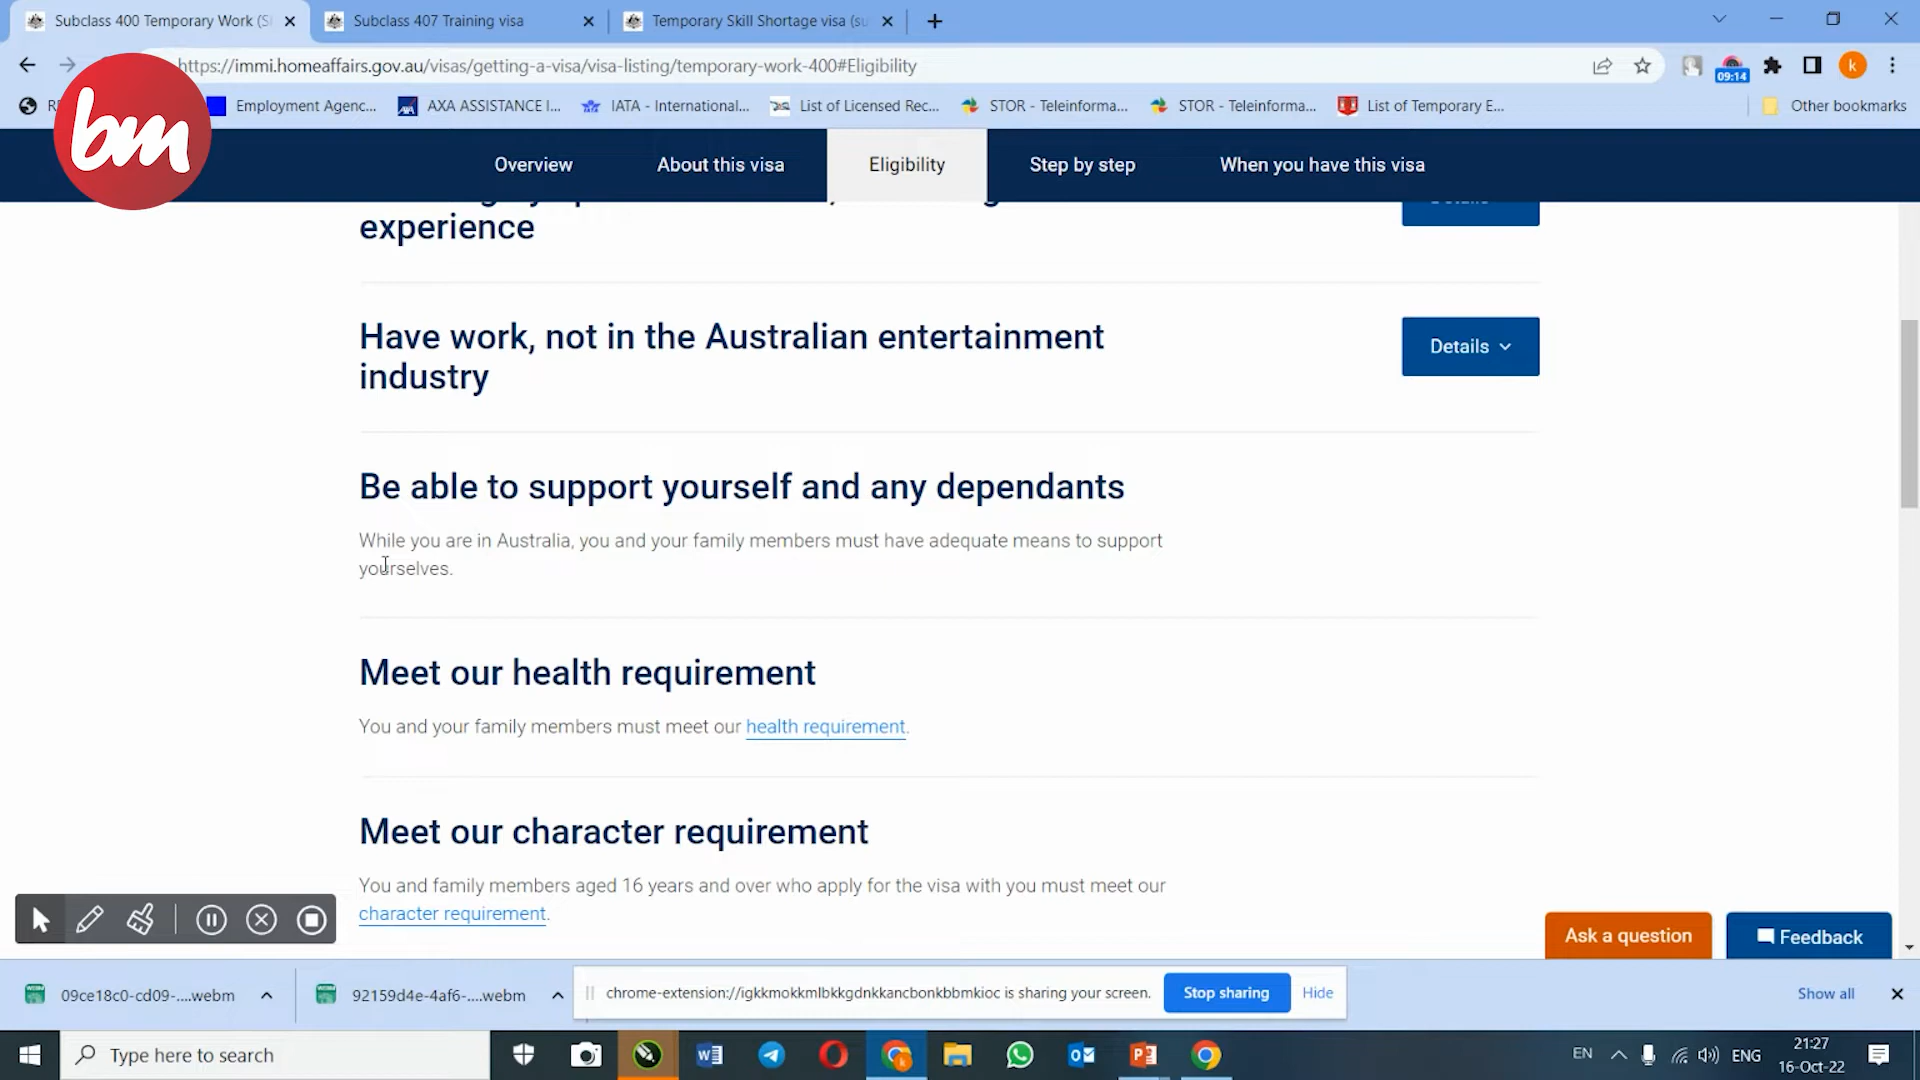 Subclass 400 Temporary Work (S
Subclass 407 Training visa
Temporary Skill Shortage visa (su
https://immi.homeaffairs.gov.au/visas/getting-a-visa/visa-listing/temporary-work-400#Eligibility
09:14
k
Employment Agenc...
AXA ASSISTANCE I...
IATA - International...
List of Licensed Rec...
STOR - Teleinforma...
STOR - Teleinforma...
List of Temporary E...
Other bookmarks
bm
Overview
About this visa
Eligibility
Step by step
When you have this visa
experience
Have work, not in the Australian entertainment
industry
Details
Be able to support yourself and any dependants
While you are in Australia, you and your family members must have adequate means to support
yourselves.
Meet our health requirement
You and your family members must meet our health requirement.
Meet our character requirement
You and family members aged 16 years and over who apply for the visa with you must meet our
character requirement.
Ask a question
Feedback
09ce18c0-cd09-....webm
92159d4e-4af6-....webm
chrome-extension://igkkmokkmlbkkgdnkkancbonkbbmkioc is sharing your screen.
Stop sharing
Hide
Show all
Type here to search
EN
ENG
21:27
16-Oct-22